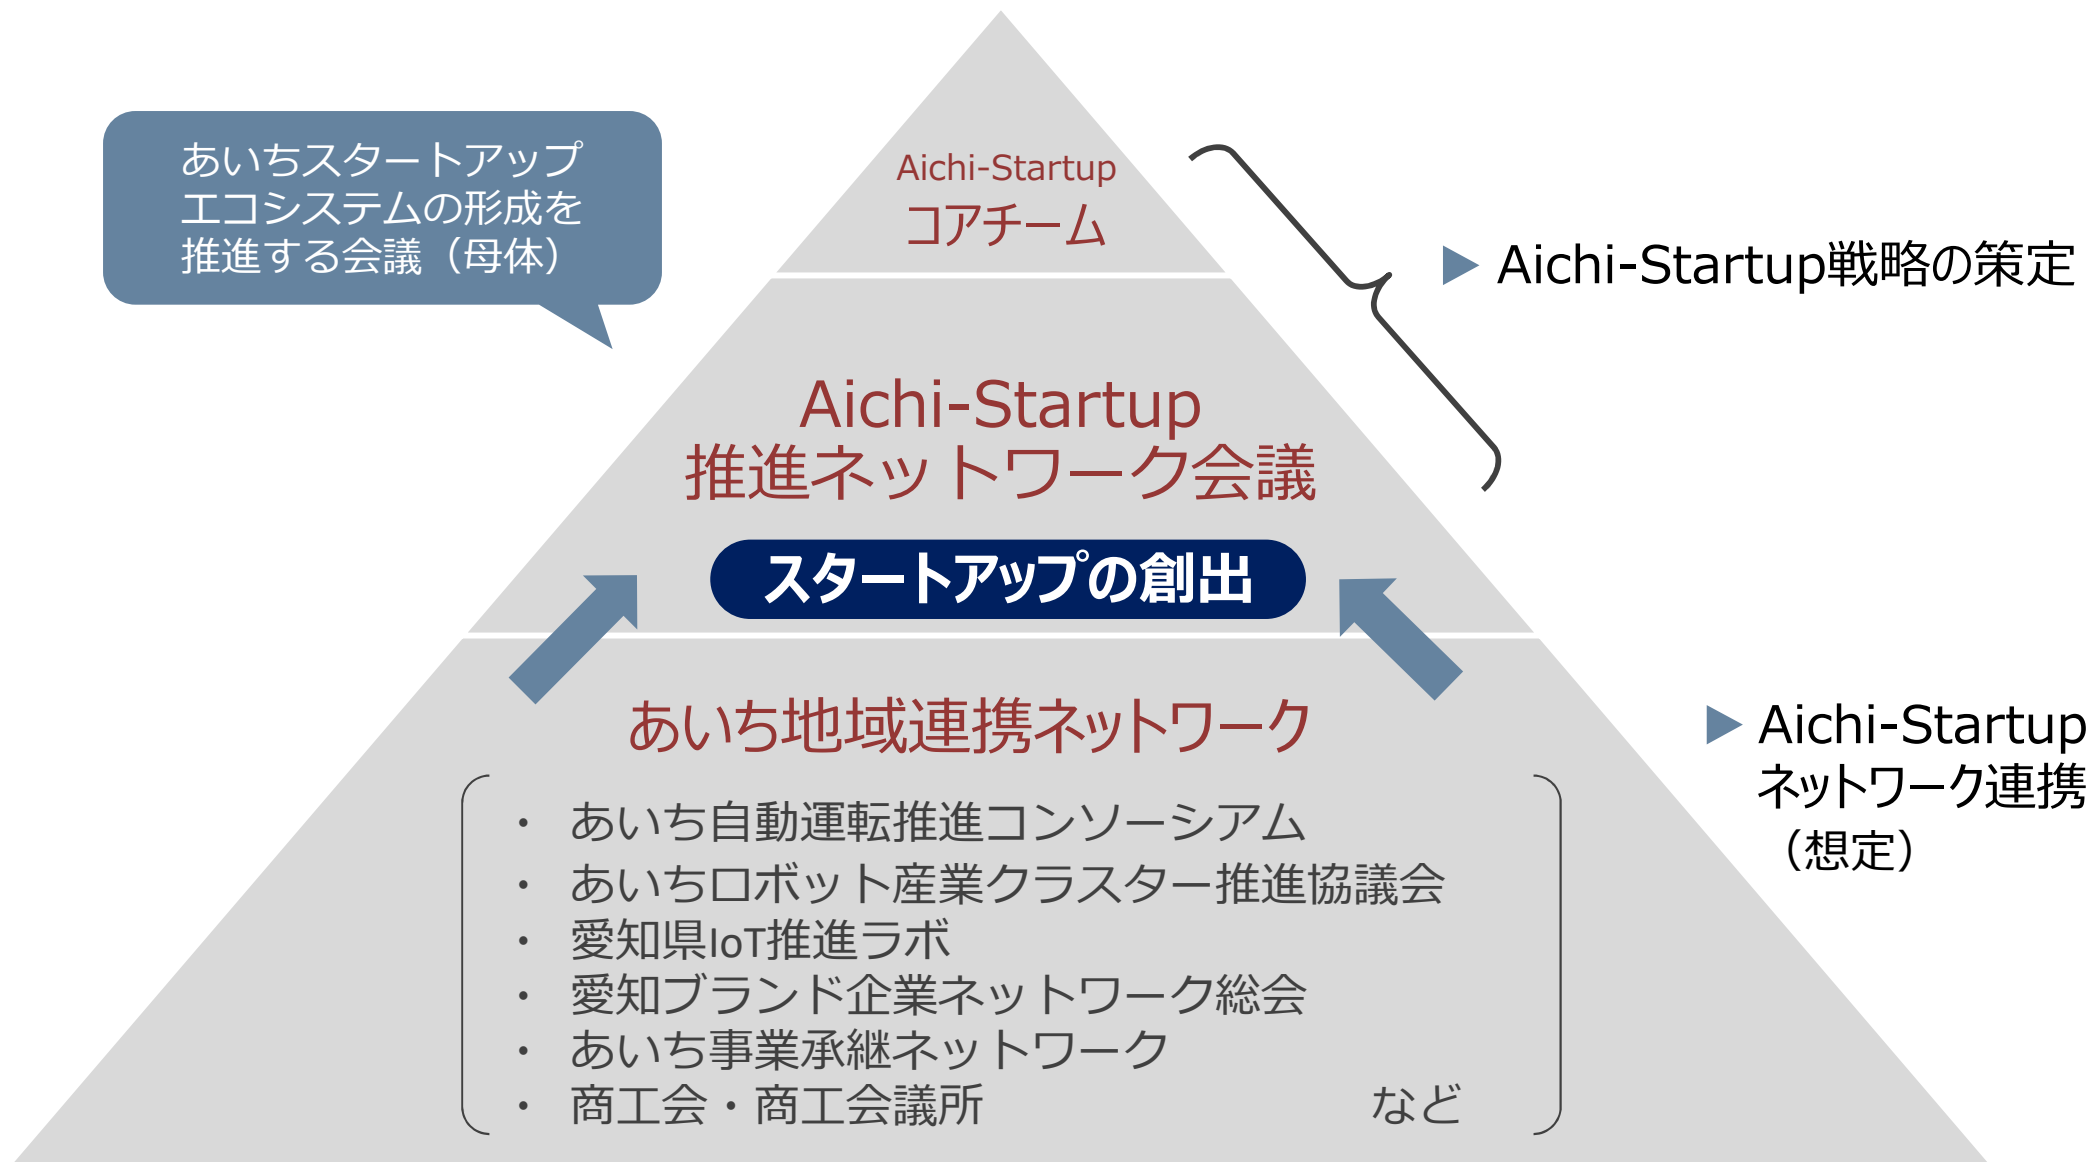 あいちスタートアップ
エコシステムの形成を
推進する会議（母体）
Aichi-Startup
コアチーム
Aichi-Startup戦略の策定
Aichi-Startup
推進ネットワーク会議
スタートアップの創出
あいち地域連携ネットワーク
・ あいち自動運転推進コンソーシアム
・ あいちロボット産業クラスター推進協議会
・ 愛知県IoT推進ラボ
・ 愛知ブランド企業ネットワーク総会
・ あいち事業承継ネットワーク
・ 商工会・商工会議所 など
Aichi-Startup
ネットワーク連携
（想定）